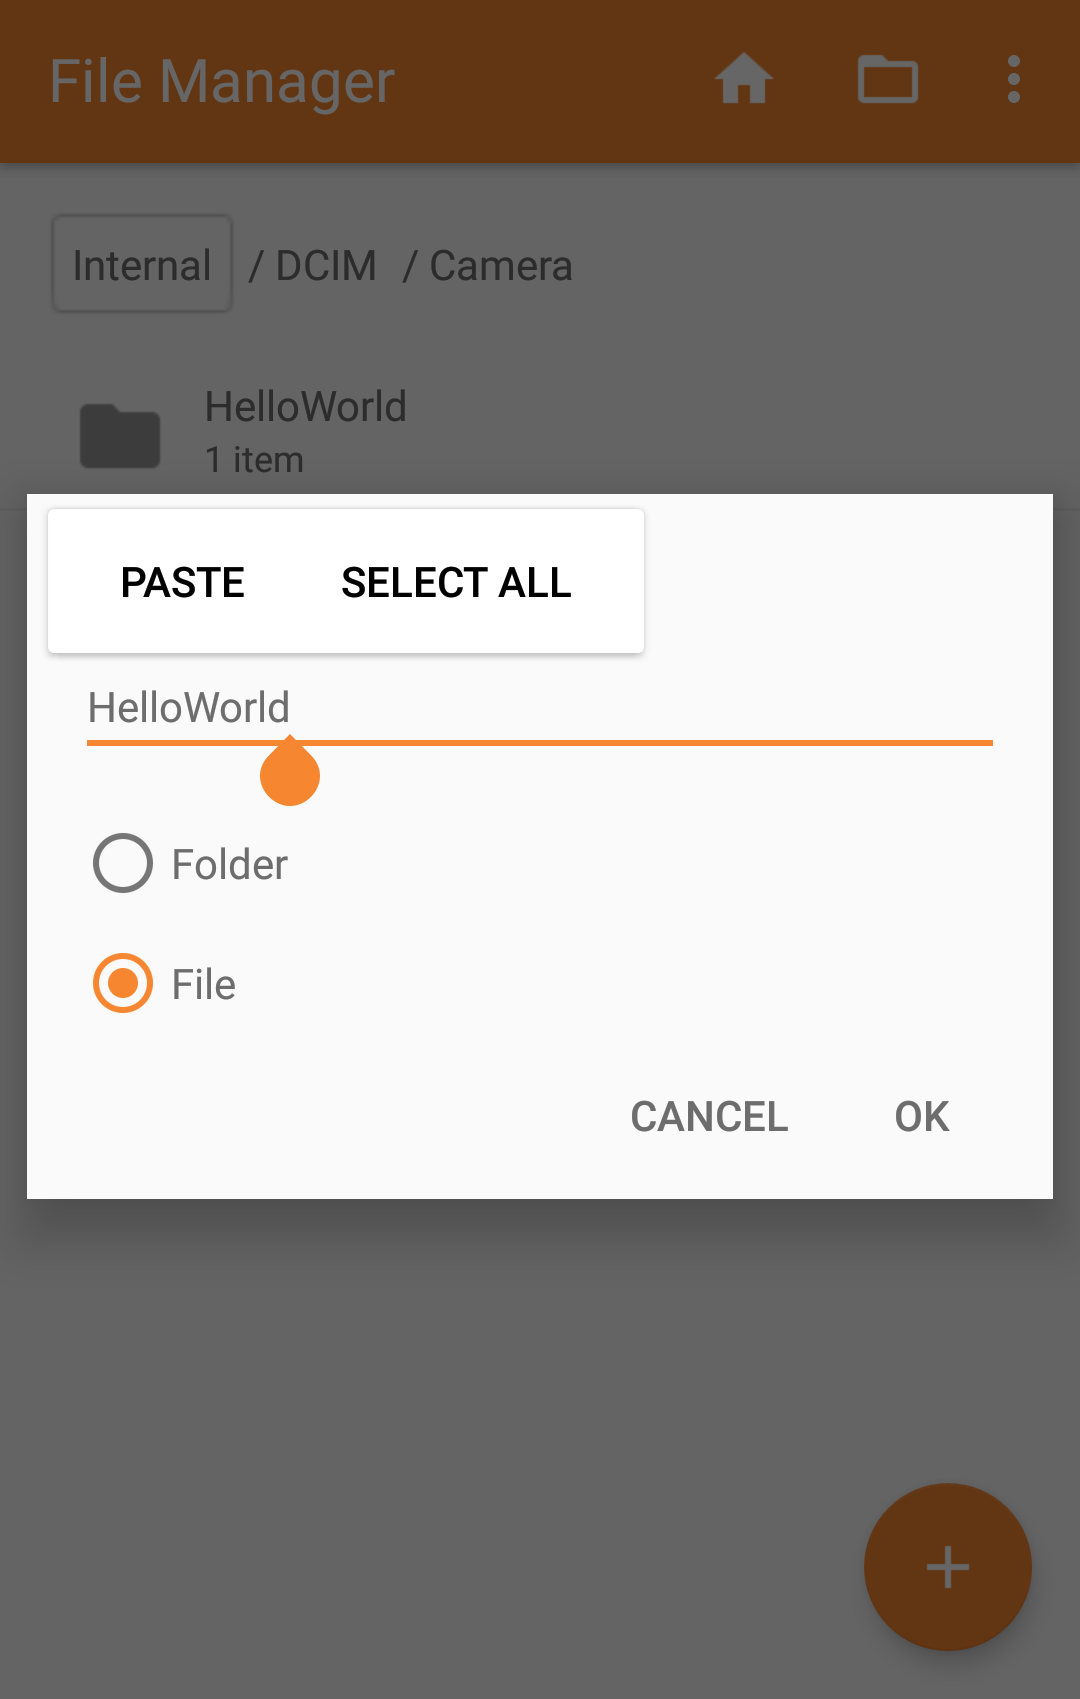 File Manager
Internal / DCIM / Camera
HelloWorld
1 item
PASTE SELECT ALL
HelloWorld
Folder
File
CANCEL OK